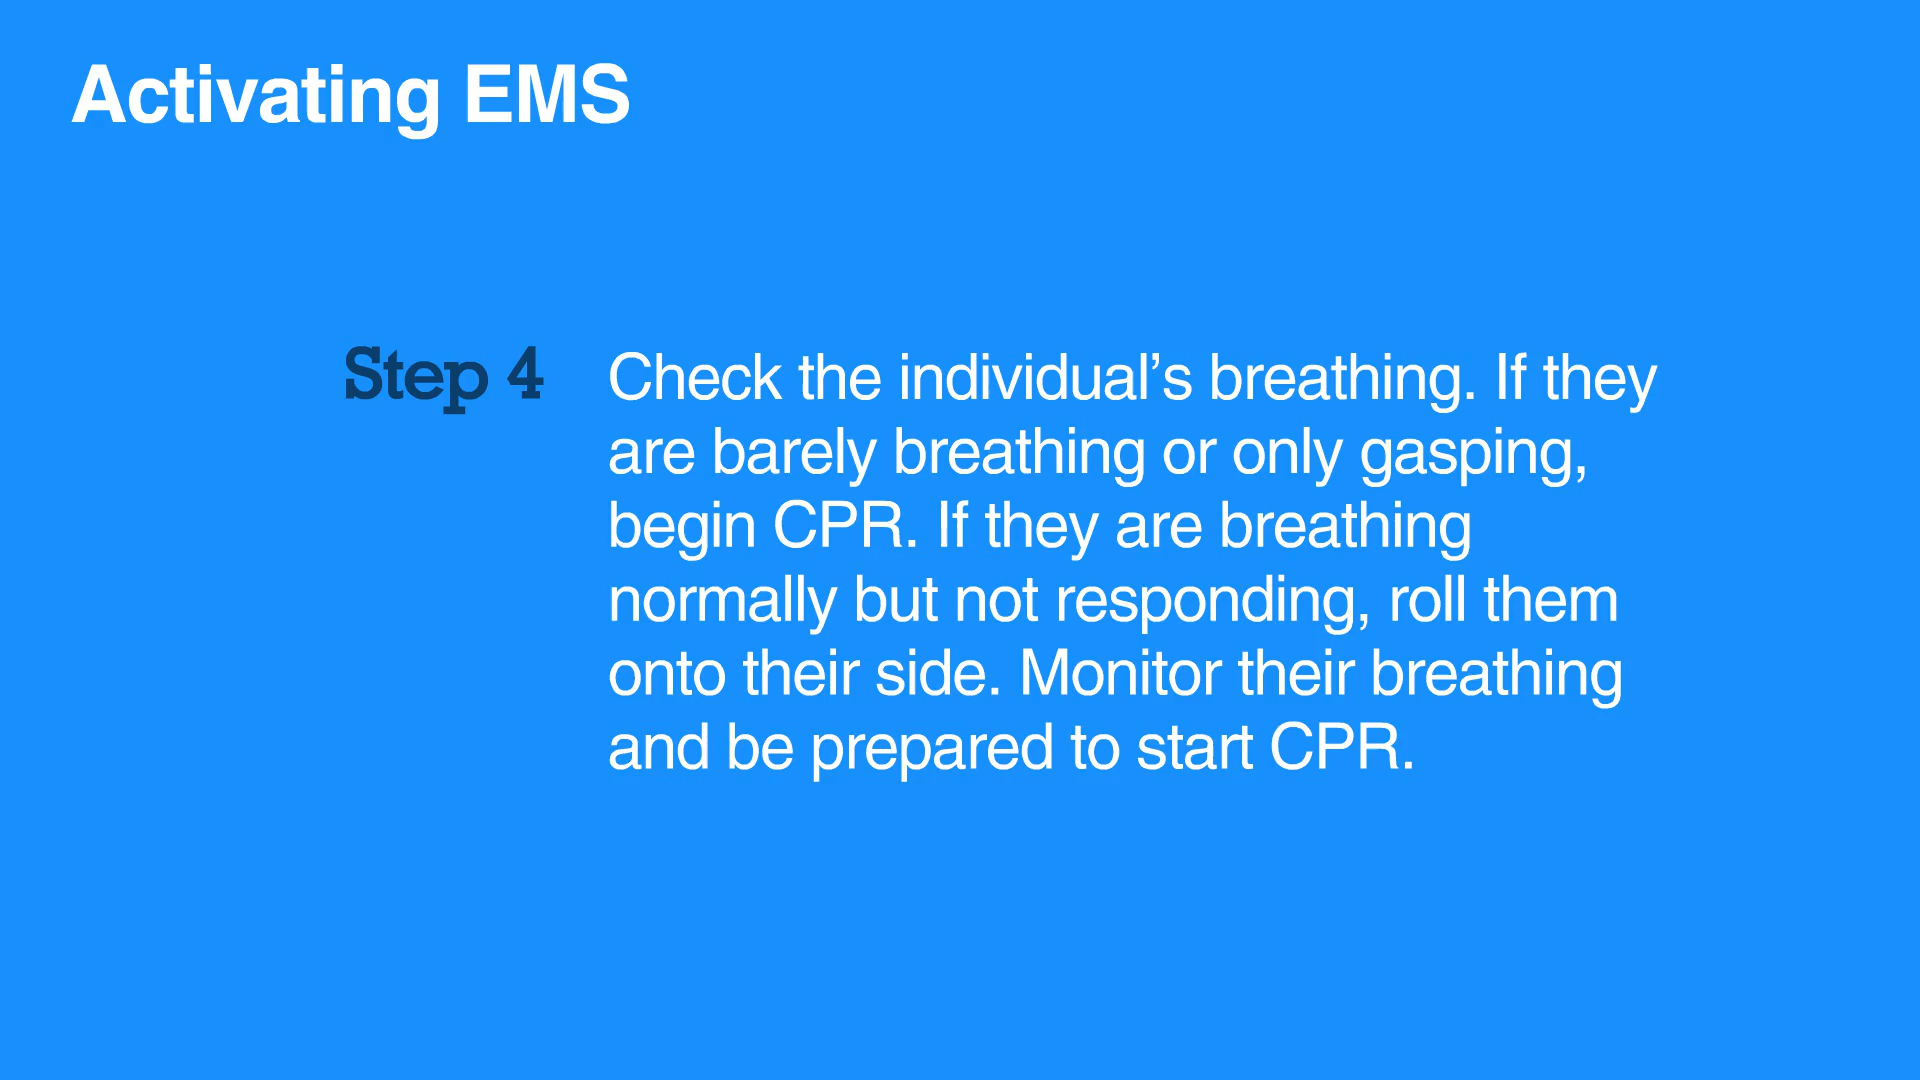 Activating EMS
Step 4
Check the individual’s breathing. If they
are barely breathing or only gasping,
begin CPR. If they are breathing
normally but not responding, roll them
onto their side. Monitor their breathing
and be prepared to start CPR.